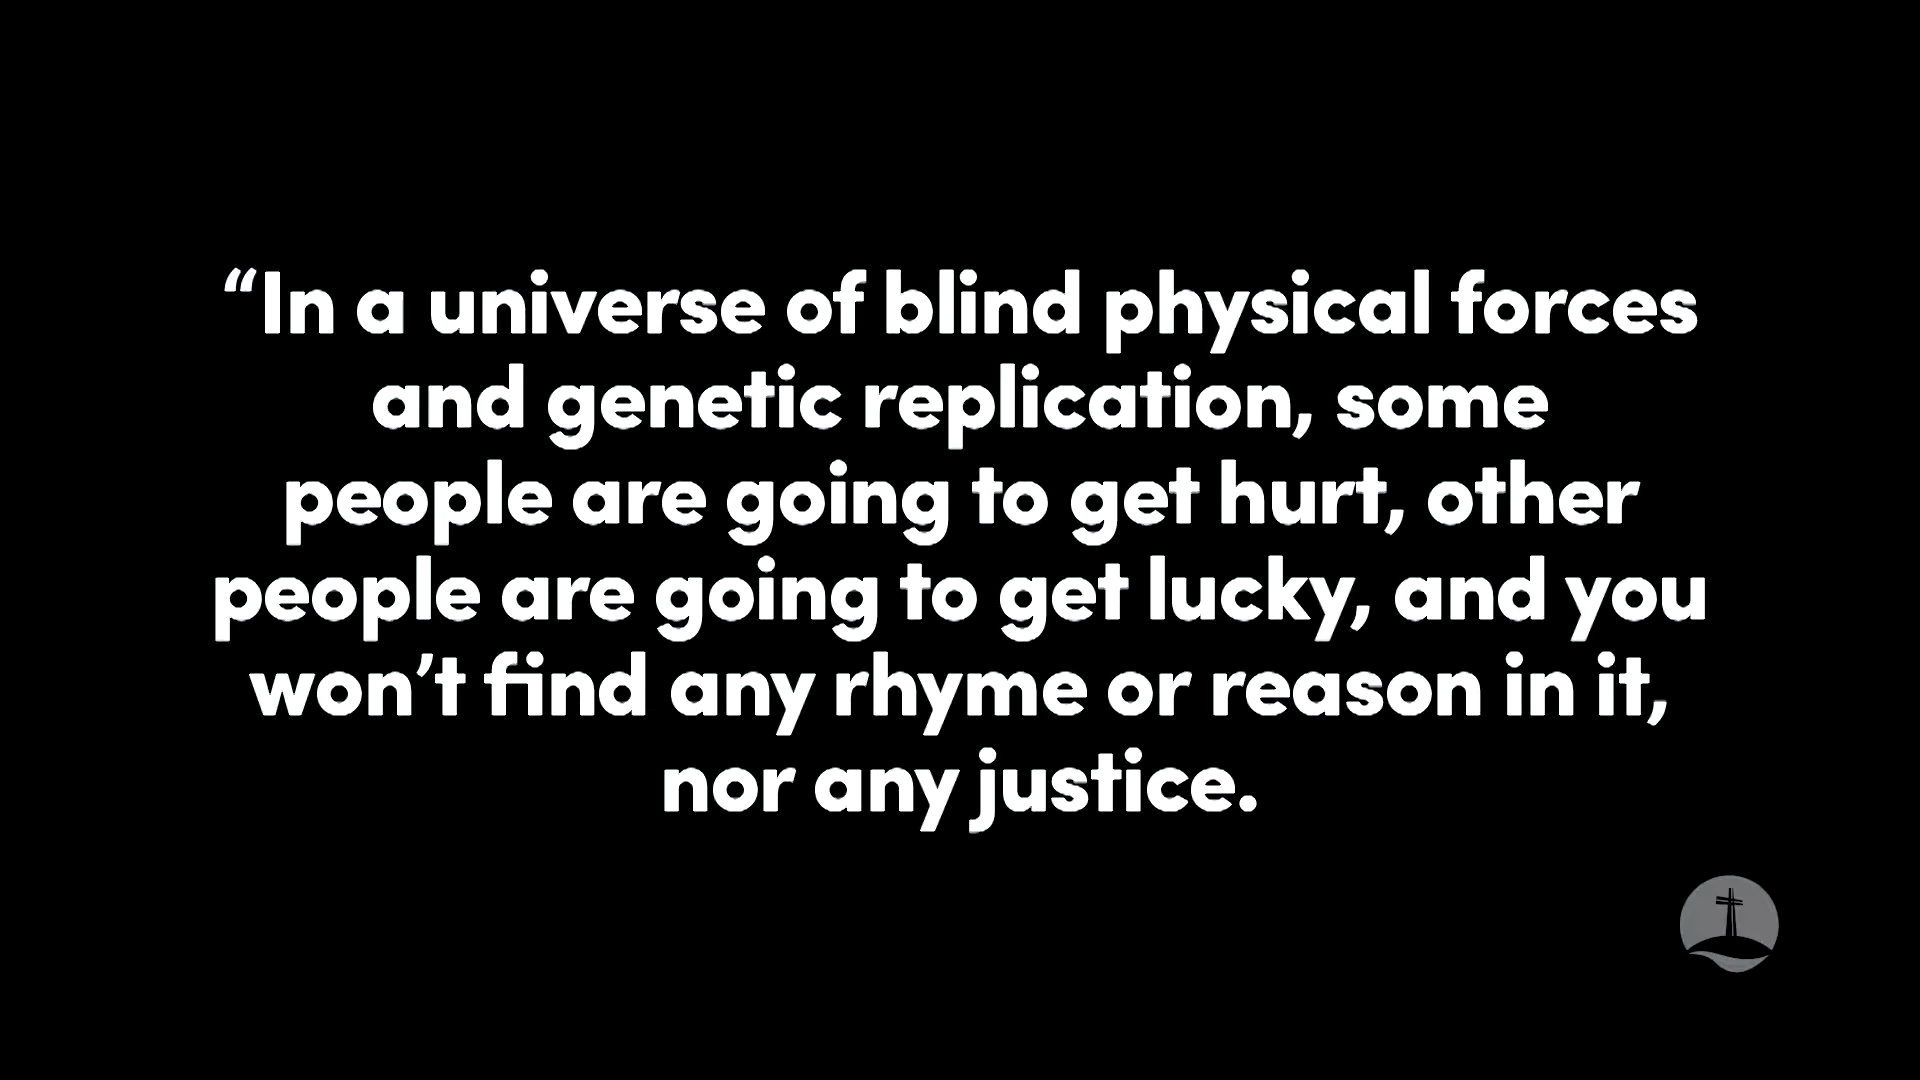 “In a universe of blind physical forces
and genetic replication, some
people are going to get hurt, other
people are going to get lucky, and you
won’t find any rhyme or reason in it,
nor any justice.